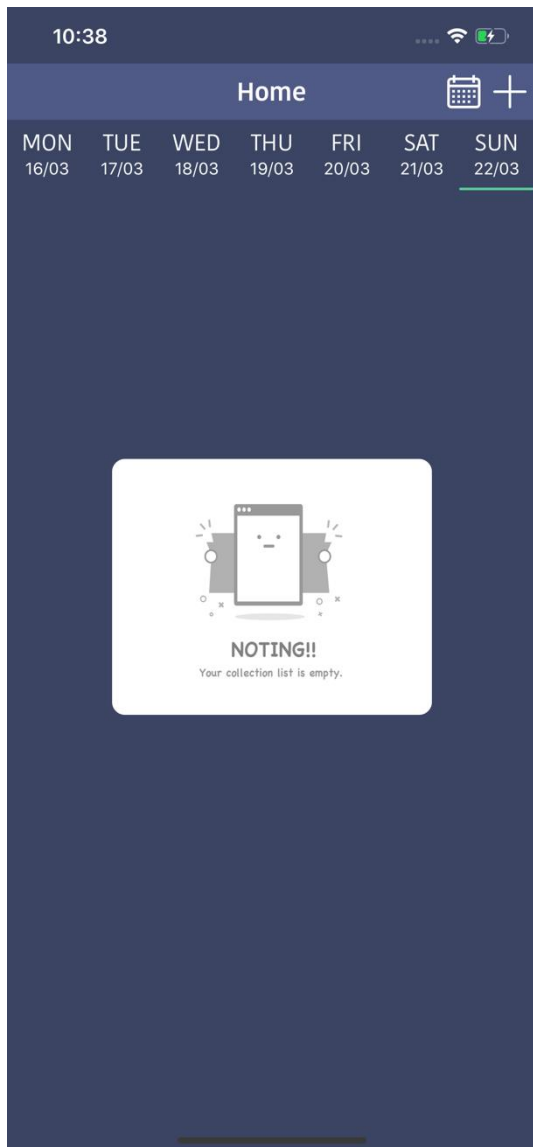 10:38
Home
MON TUE WED THU FRI SAT SUN
16/03 17/03 18/03 19/03 20/03 21/03 22/03
NOTING!!
Your collection list is empty.